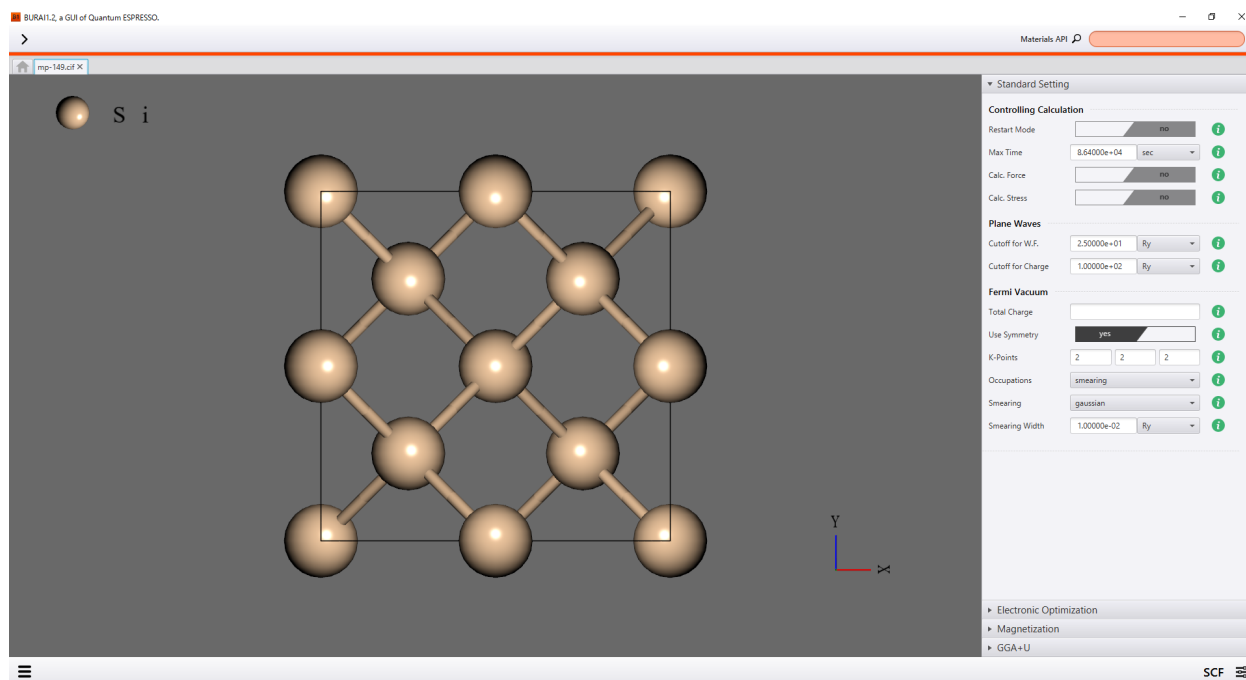 BURAI1.2, a GUI of Quantum ESPRESSO.
Materials API
mp-149.cif
S i
Standard Setting
Controlling Calculation
Restart Mode no
Max Time 8.64000e+04 sec
Calc. Force no
Calc. Stress no
Plane Waves
Cutoff for W.F. 2.50000e+01 Ry
Cutoff for Charge 1.00000e+02 Ry
Fermi Vacuum
Total Charge
Use Symmetry yes
K-Points 2 2 2
Occupations smearing
Smearing gaussian
Smearing Width 1.00000e-02 Ry
Y
X
Electronic Optimization
Magnetization
GGA+U
SCF